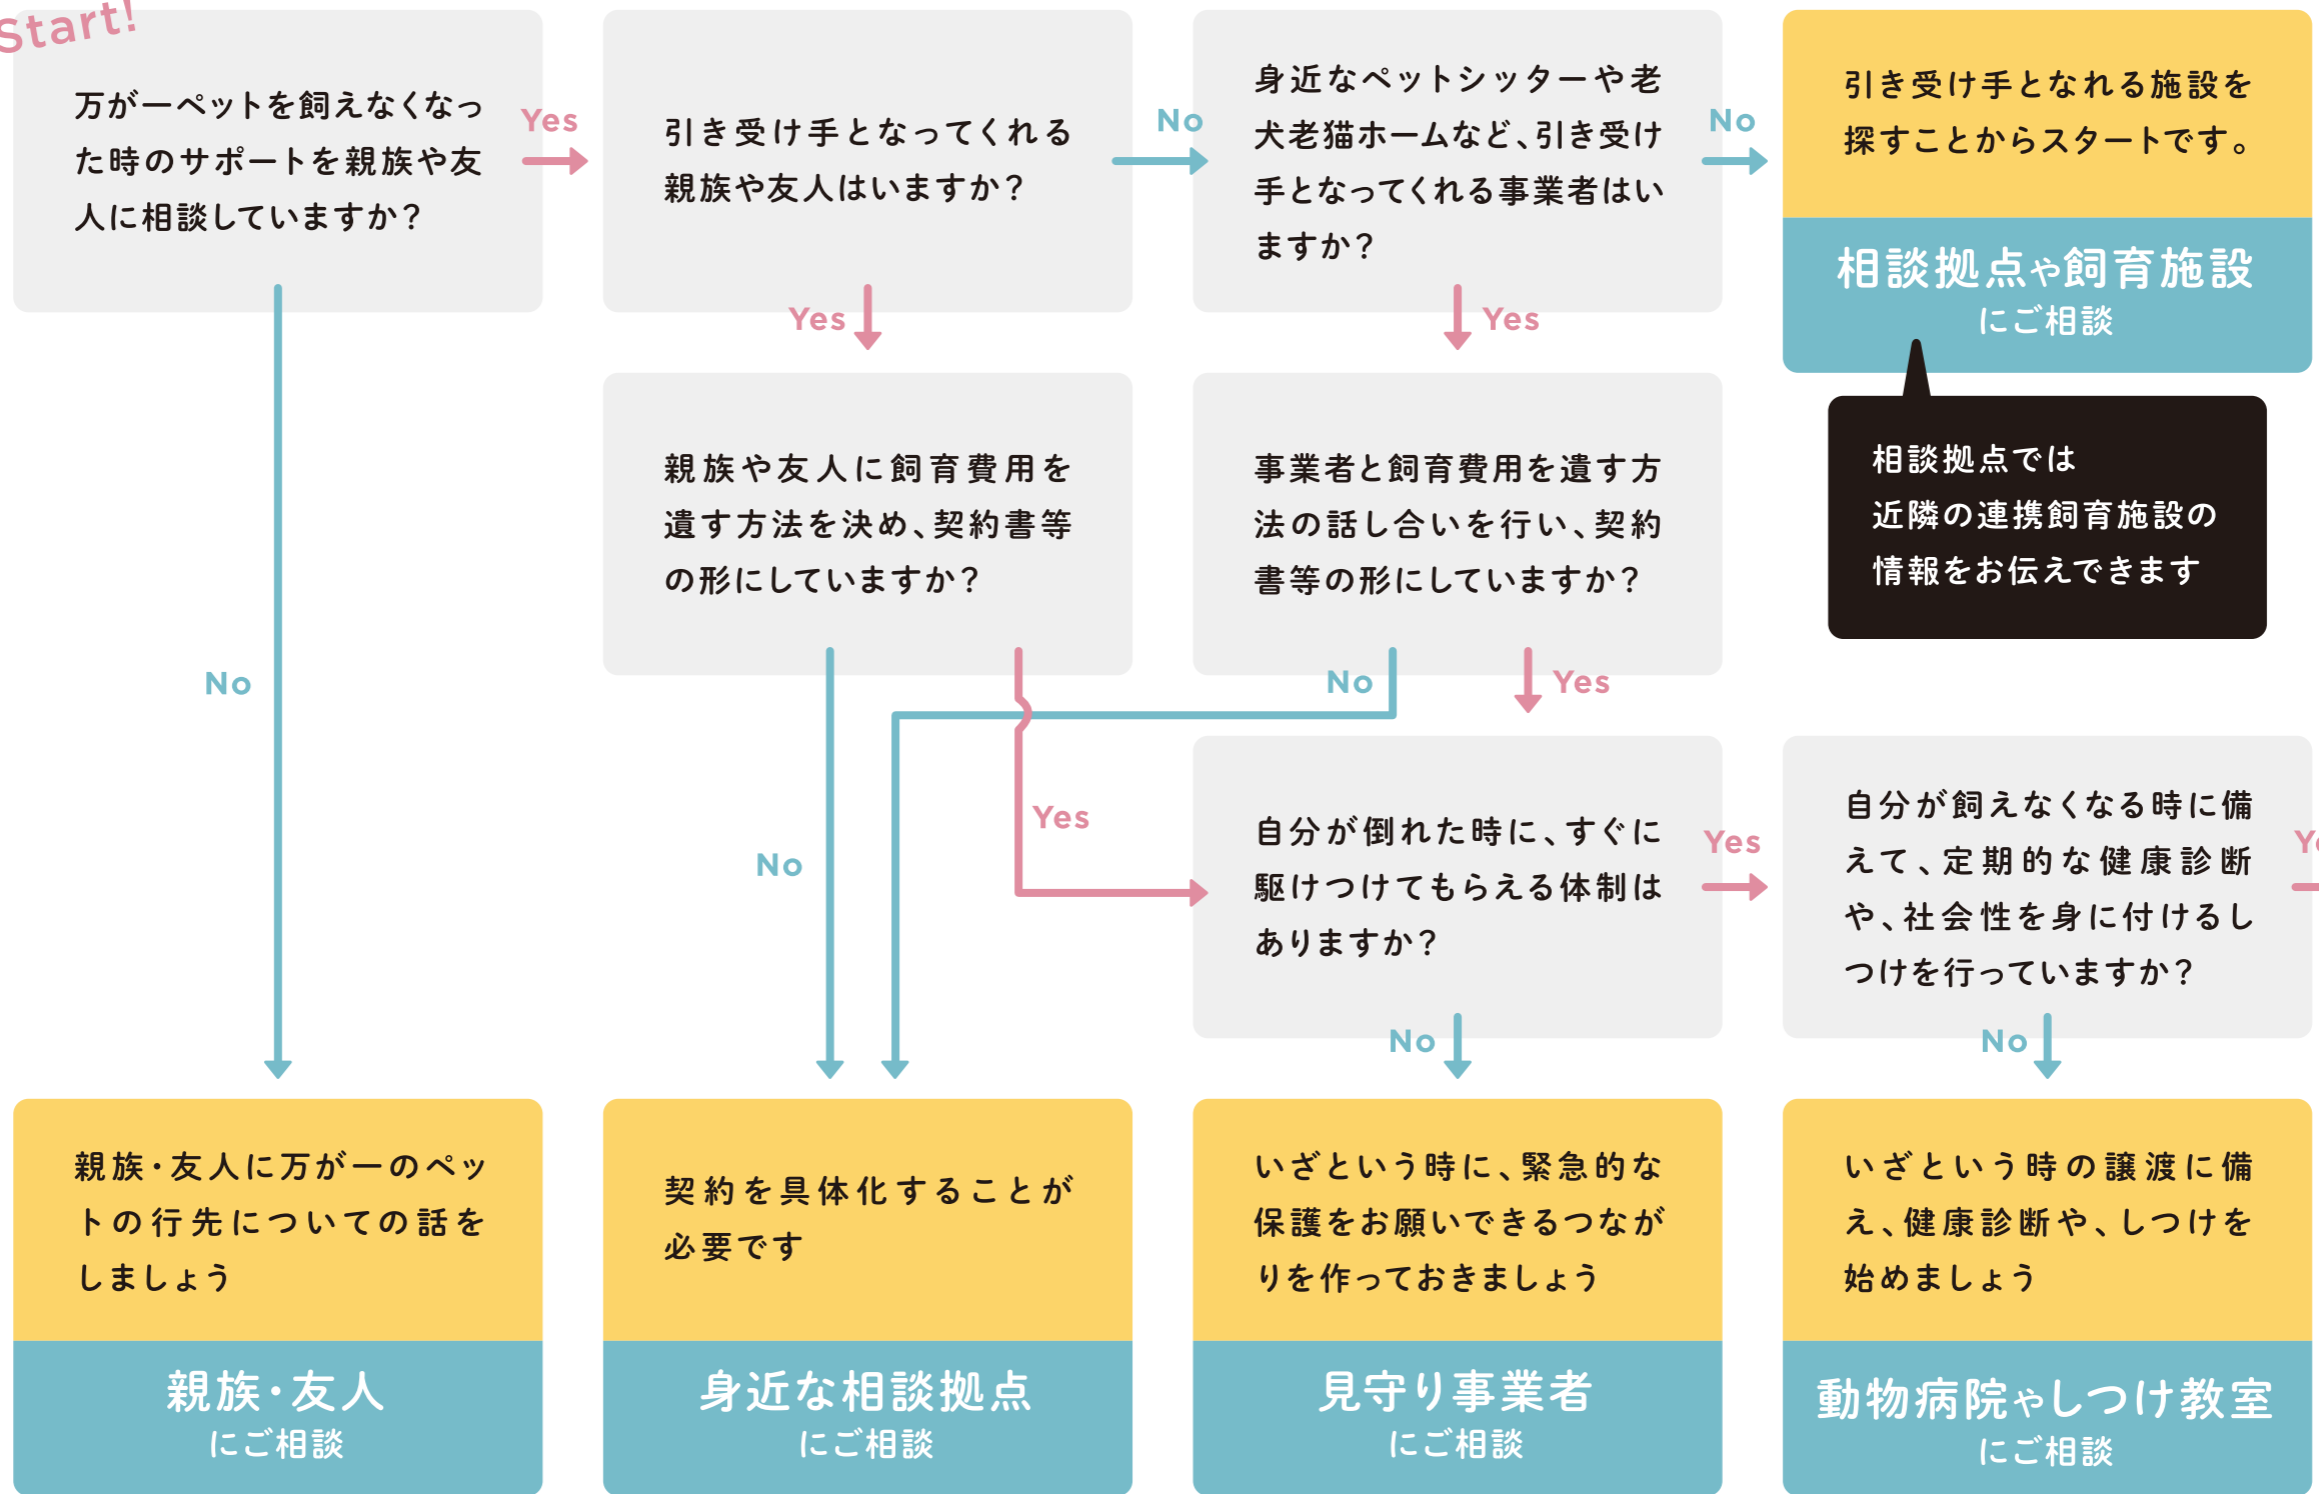 Start!
万が一ペットを飼えなくなっ
た時のサポートを親族や友
人に相談していますか？
Yes
引き受け手となってくれる
親族や友人はいますか？
No
身近なペットシッターや老
犬老猫ホームなど、引き受け
手となってくれる事業者はい
ますか？
No
引き受け手となれる施設を
探すことからスタートです。
相談拠点や飼育施設
にご相談
Yes
Yes
相談拠点では
近隣の連携飼育施設の
情報をお伝えできます
親族や友人に飼育費用を
遺す方法を決め、契約書等
の形にしていますか？
事業者と飼育費用を遺す方
法の話し合いを行い、契約
書等の形にしていますか？
No
No
Yes
No
Yes
自分が倒れた時に、すぐに
駆けつけてもらえる体制は
ありますか？
Yes
自分が飼えなくなる時に備
えて、定期的な健康診断
や、社会性を身に付けるし
つけを行っていますか？
No
No
親族・友人に万が一のペッ
トの行先についての話を
しましょう
親族・友人
にご相談
契約を具体化することが
必要です
身近な相談拠点
にご相談
いざという時に、緊急的な
保護をお願いできるつなが
りを作っておきましょう
見守り事業者
にご相談
いざという時の譲渡に備
え、健康診断や、しつけを
始めましょう
動物病院やしつけ教室
にご相談